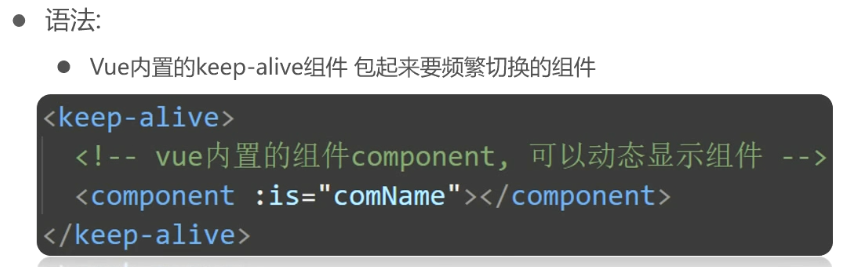 语法:
Vue内置的keep-alive组件 包起来要频繁切换的组件
<keep-alive>
<!-- vue内置的组件component, 可以动态显示组件 -->
<component :is="comName"></component>
</keep-alive>